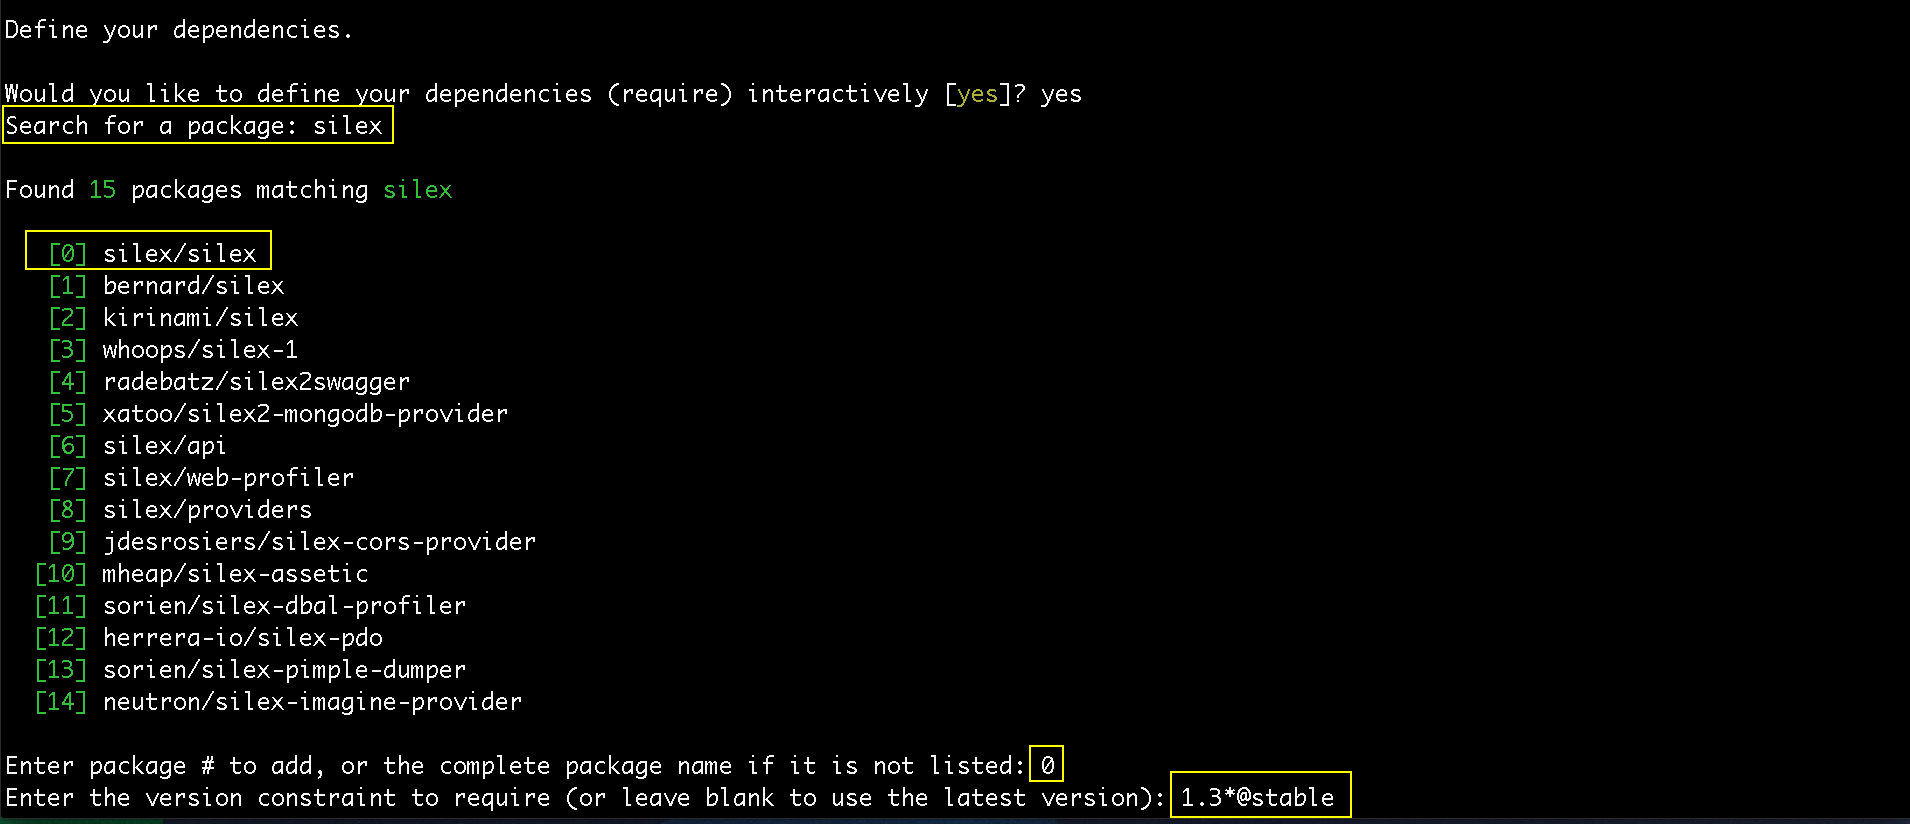 Define your dependencies.
Would you like to define your dependencies (require) interactively [yes]? yes
Search for a package: silex
Found 15 packages matching silex
[0] silex/silex
[1] bernard/silex
[2] kirinami/silex
[3] whoops/silex-1
[4] radebatz/silex2swagger
[5] xatoo/silex2-mongodb-provider
[6] silex/api
[7] silex/web-profiler
[8] silex/providers
[9] jdesrosiers/silex-cors-provider
[10] mheap/silex-assetic
[11] sorien/silex-dbal-profiler
[12] herrera-io/silex-pdo
[13] sorien/silex-pimple-dumper
[14] neutron/silex-imagine-provider
Enter package # to add, or the complete package name if it is not listed: 0
Enter the version constraint to require (or leave blank to use the latest version): 1.3*@stable